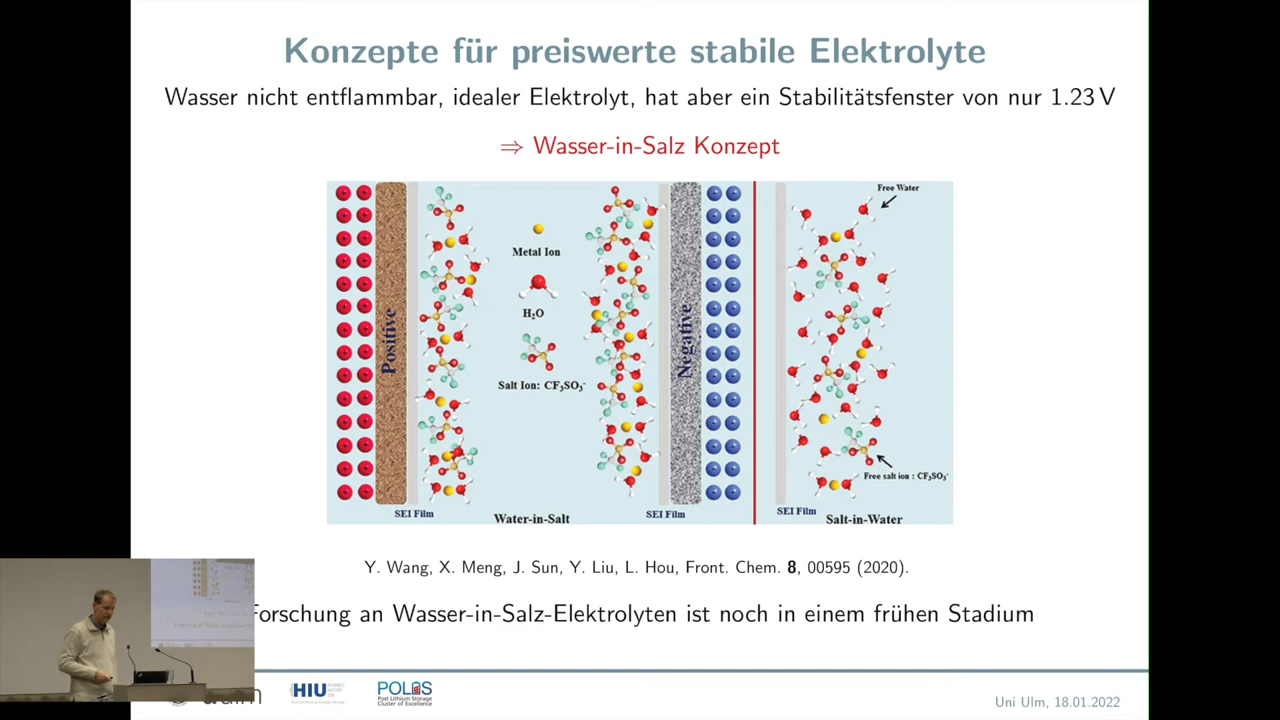 Konzepte für preiswerte stabile Elektrolyte
Wasser nicht entflammbar, idealer Elektrolyt, hat aber ein Stabilitätsfenster von nur 1.23 V
⇒ Wasser-in-Salz Konzept
Positive
Metal Ion
H₂O
Salt Ion: CF₃SO₃⁻
Negative
Free Water
Free salt ion : CF₃SO₃⁻
SEI Film
Water-in-Salt
SEI Film
SEI Film
Salt-in-Water
Y. Wang, X. Meng, J. Sun, Y. Liu, L. Hou, Front. Chem. 8, 00595 (2020).
Forschung an Wasser-in-Salz-Elektrolyten ist noch in einem frühen Stadium
HIU
POLiS
Post Lithium Storage
Cluster of Excellence
Uni Ulm, 18.01.2022